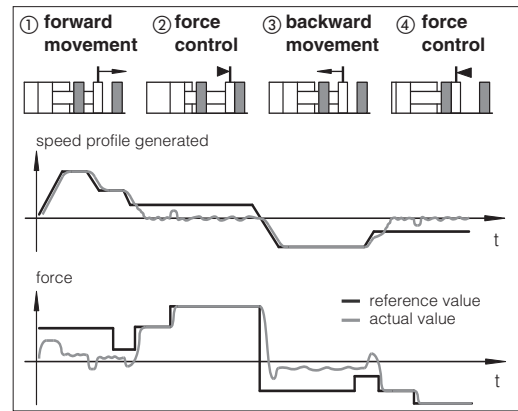 ① forward movement
② force control
③ backward movement
④ force control
speed profile generated
t
force
reference value
actual value
t